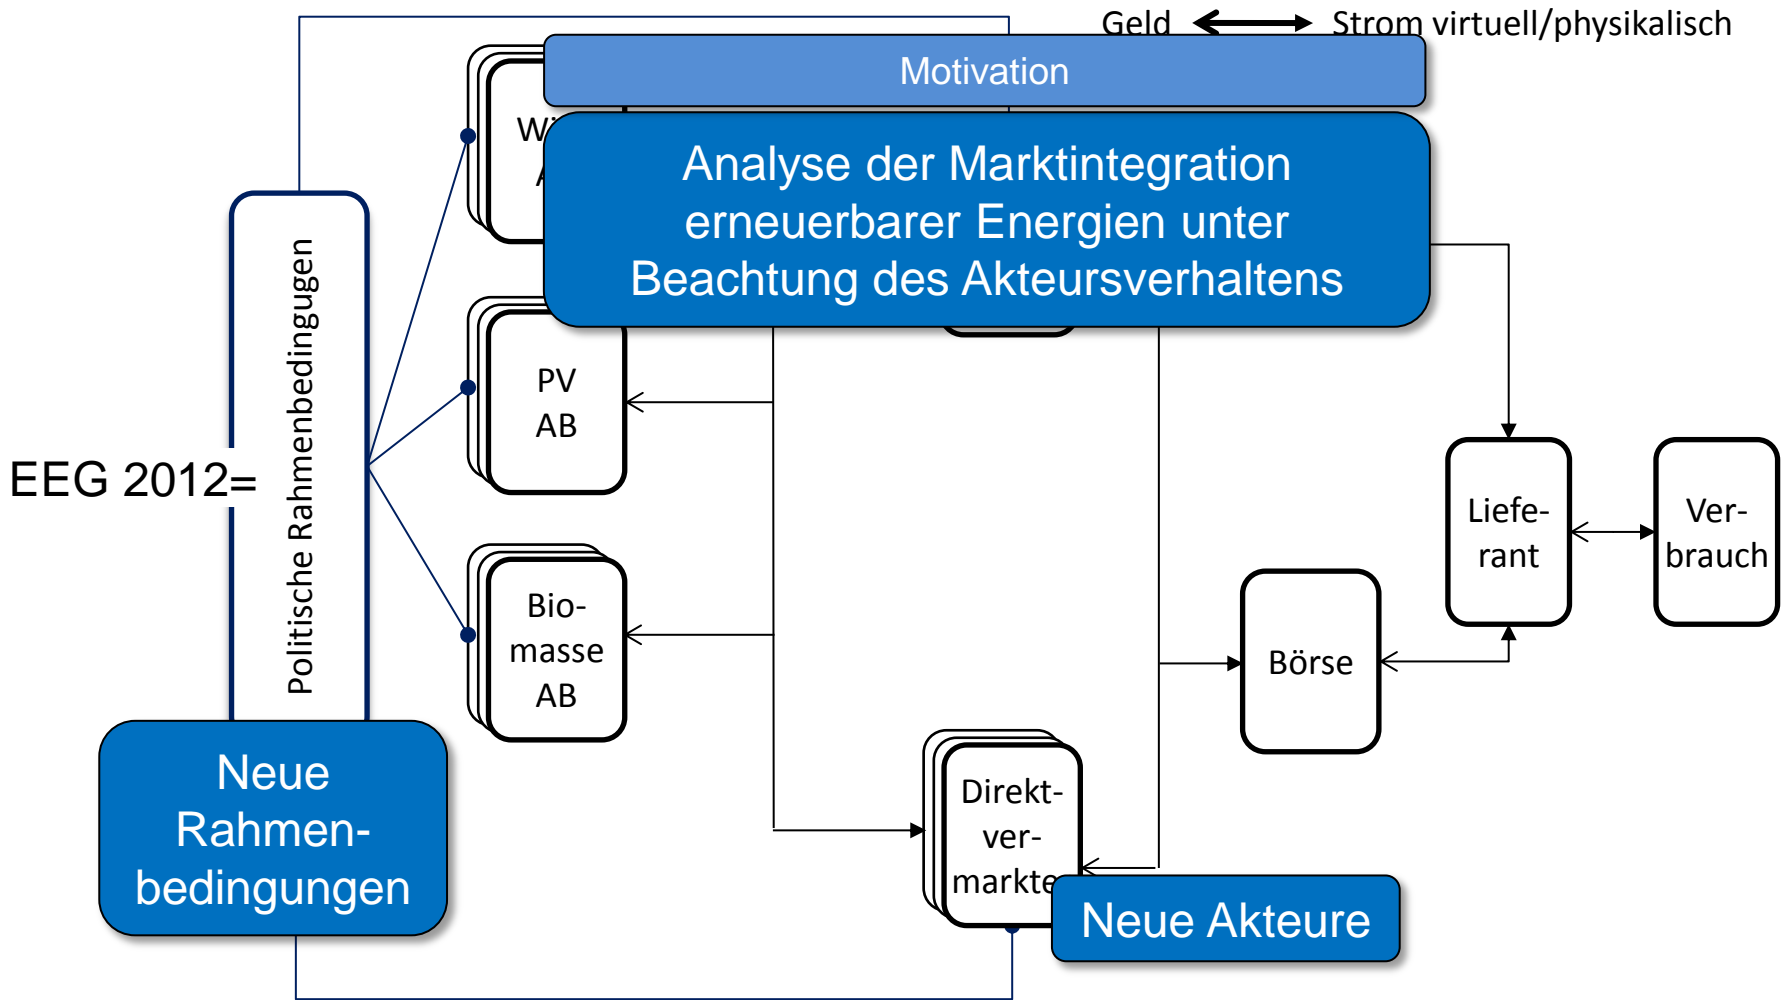 Geld Strom virtuell/physikalisch
Motivation
Analyse der Marktintegration
erneuerbarer Energien unter
Beachtung des Akteursverhaltens
Politische Rahmenbedingugen
EEG 2012=
PV
AB
Bio-
masse
AB
Liefe-
rant
Ver-
brauch
Börse
Direkt-
ver-
markte
Neue
Rahmen-
bedingungen
Neue Akteure